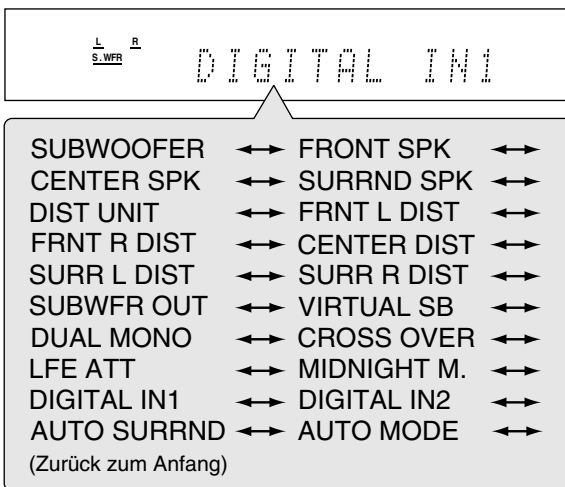 L R
S.WFR DIGITAL IN1
SUBWOOFER ↔ FRONT SPK ↔
CENTER SPK ↔ SURRND SPK ↔
DIST UNIT ↔ FRNT L DIST ↔
FRNT R DIST ↔ CENTER DIST ↔
SURR L DIST ↔ SURR R DIST ↔
SUBWFR OUT ↔ VIRTUAL SB ↔
DUAL MONO ↔ CROSS OVER ↔
LFE ATT ↔ MIDNIGHT M. ↔
DIGITAL IN1 ↔ DIGITAL IN2 ↔
AUTO SURRND ↔ AUTO MODE ↔
(Zurück zum Anfang)